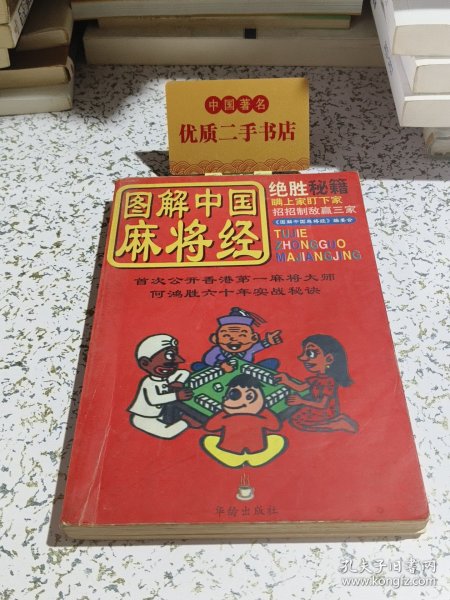 中国著名
优质二手书店
图解中国
麻将经
绝胜秘籍
瞒上家盯下家
招招制敌赢三家
《图解中国麻将经》编委会
TUJIE
ZHONGGUO
MAJIANGJING
首次公开香港第一麻将大师
何鸿胜六十年实战秘诀
华龄出版社
孔夫子旧书网
www.kongfz.com